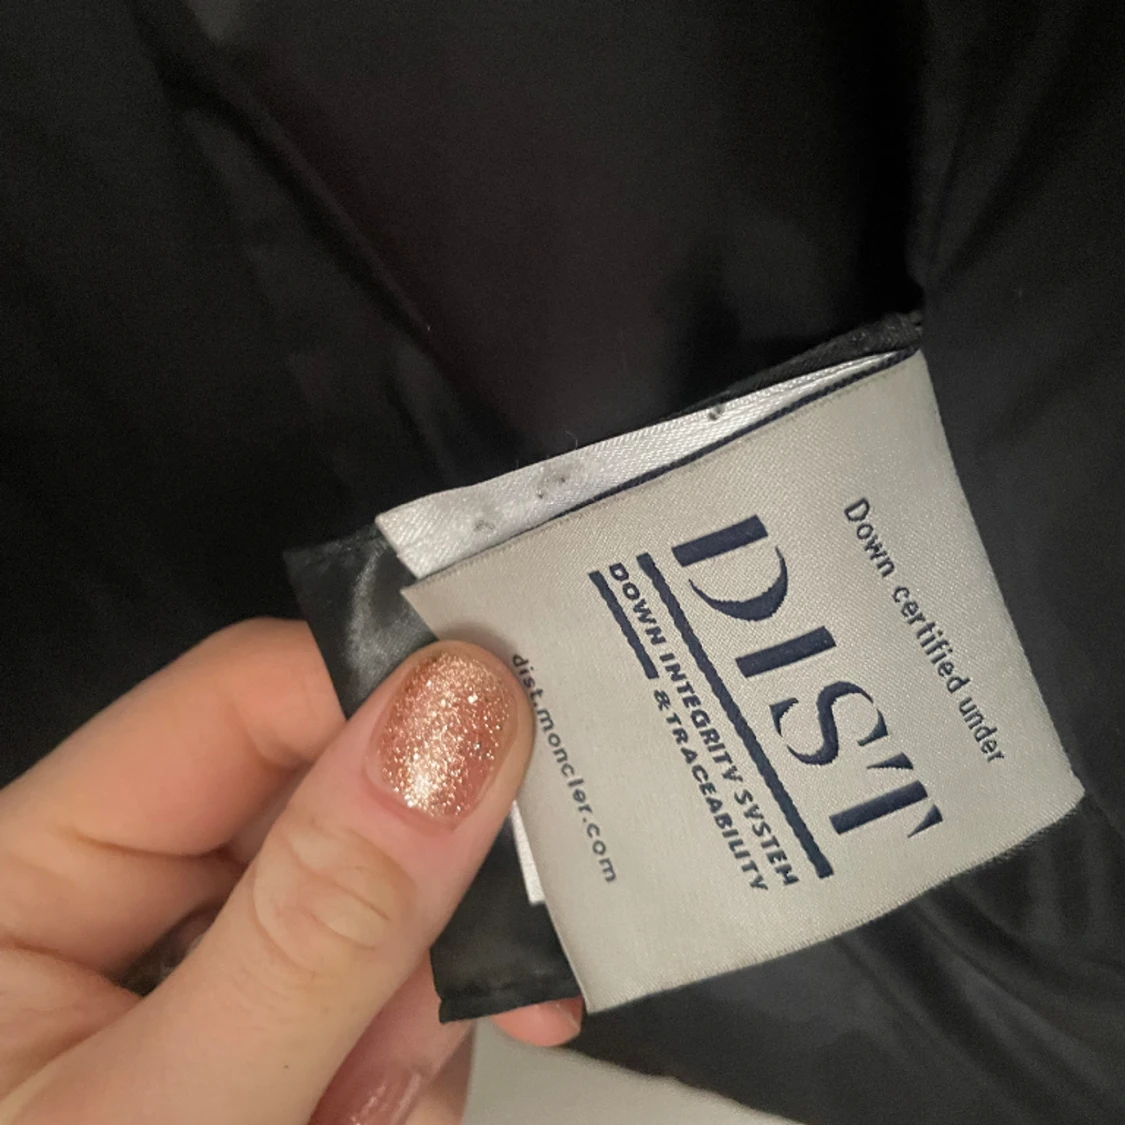 Down certified under
DIST
DOWN INTEGRITY SYSTEM
& TRACEABILITY
dist.moncler.com